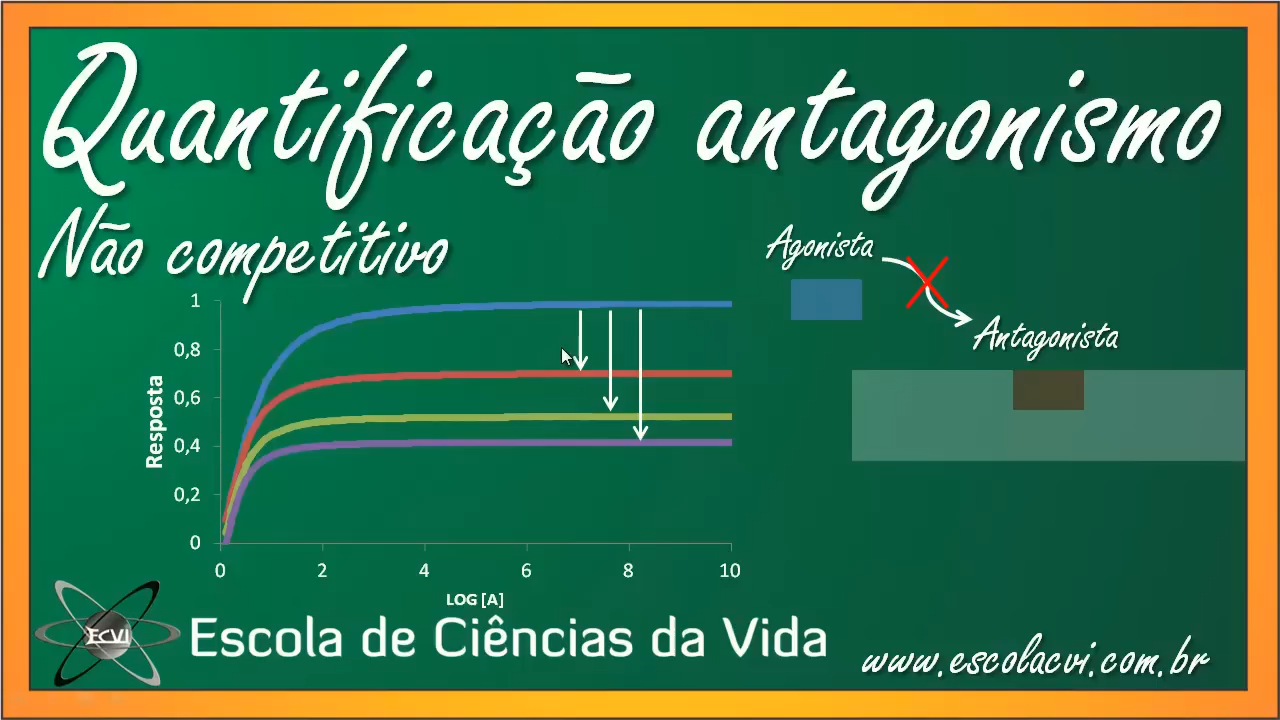 Quantificação antagonismo
Não competitivo
Agonista
Antagonista
1
0,8
0,6
0,4
0,2
0
Resposta
0 2 4 6 8 10
LOG [A]
ECVI
Escola de Ciências da Vida
www.escolacvi.com.br